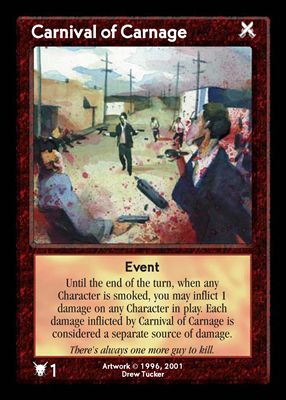 Carnival of Carnage
Event
Until the end of the turn, when any
Character is smoked, you may inflict 1
damage on any Character in play. Each
damage inflicted by Carnival of Carnage is
considered a separate source of damage.
There's always one more guy to kill.
1
Artwork © 1996, 2001
Drew Tucker